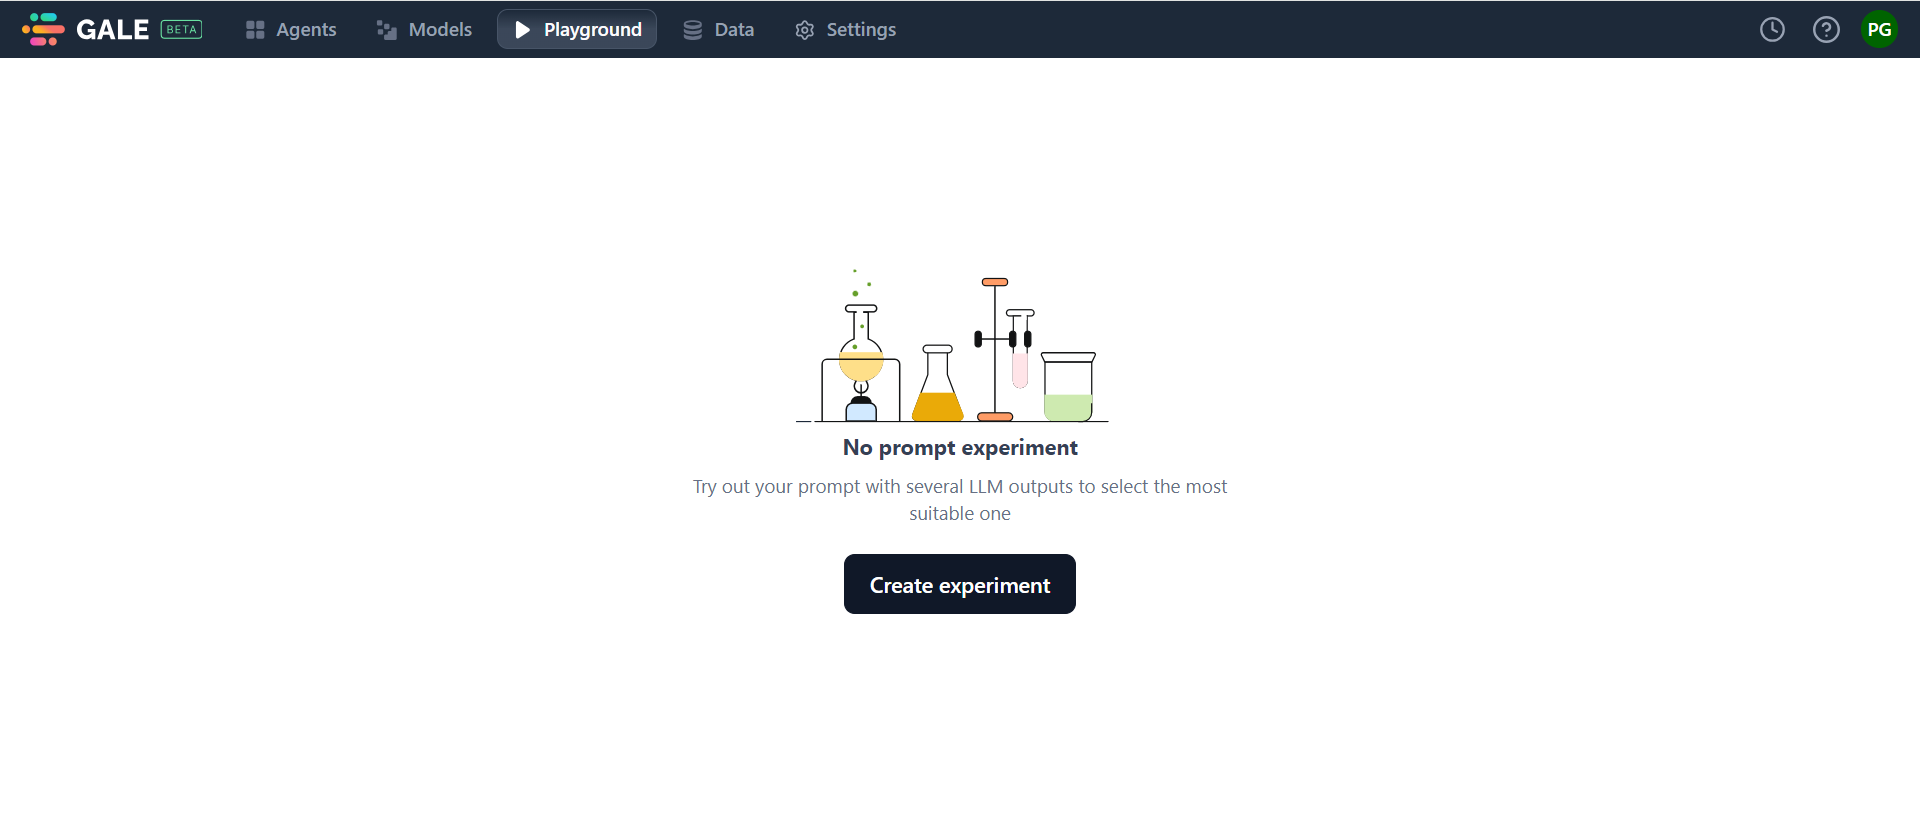 GALE BETA Agents Models Playground Data Settings PG
No prompt experiment
Try out your prompt with several LLM outputs to select the most
suitable one
Create experiment